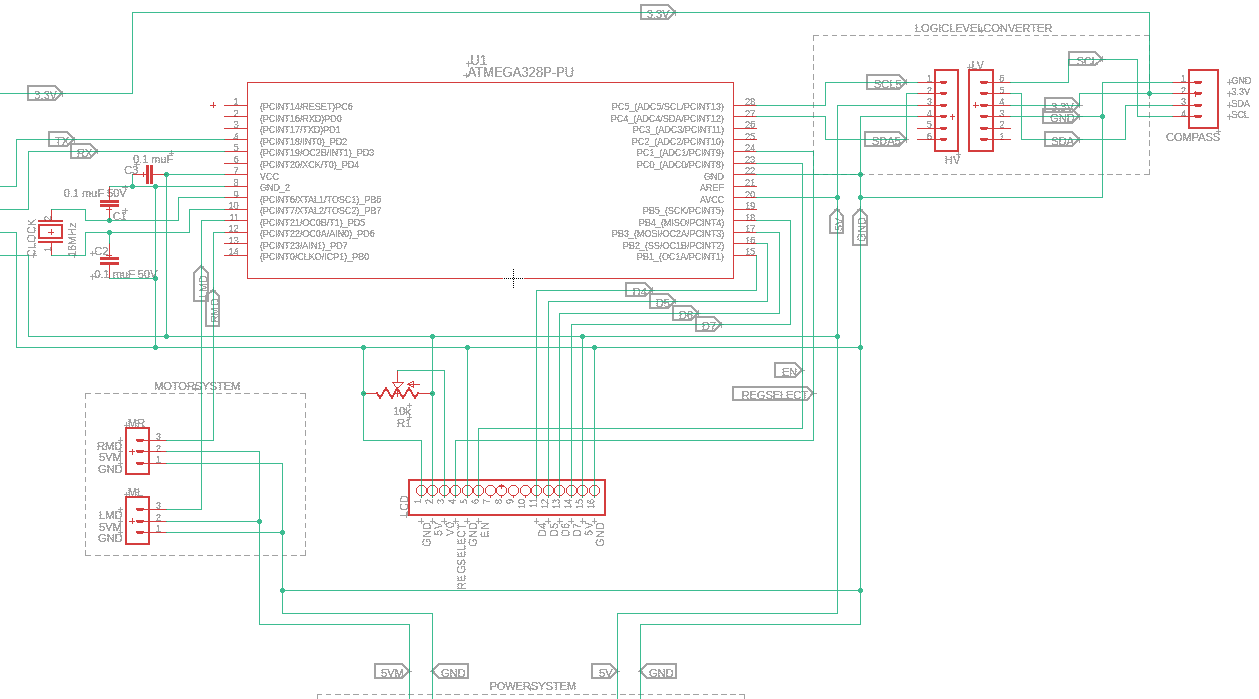 3.3V
LOGICLEVELCONVERTER
U1
ATMEGA328P-PU
3.3V
1 (PCINT14/RESET)PC6
2 (PCINT16/RXD)PD0
3 (PCINT17/TXD)PD1
4 (PCINT18/INT0)_PD2
5 (PCINT19/OC2B/INT1)_PD3
6 (PCINT20/XCK/T0)_PD4
7 VCC
8 GND_2
9 (PCINT6/XTAL1/TOSC1)_PB6
10 (PCINT7/XTAL2/TOSC2)_PB7
11 (PCINT21/OC0B/T1)_PD5
12 (PCINT22/OC0A/AIN0)_PD6
13 (PCINT23/AIN1)_PD7
14 (PCINT0/CLKO/ICP1)_PB0
PC5_(ADC5/SCL/PCINT13) 28
PC4_(ADC4/SDA/PCINT12) 27
PC3_(ADC3/PCINT11) 26
PC2_(ADC2/PCINT10) 25
PC1_(ADC1/PCINT9) 24
PC0_(ADC0/PCINT8) 23
GND 22
AREF 21
AVCC 20
PB5_(SCK/PCINT5) 19
PB4_(MISO/PCINT4) 18
PB3_(MOSI/OC2A/PCINT3) 17
PB2_(SS/OC1B/PCINT2) 16
PB1_(OC1A/PCINT1) 15
TX
RX
0.1 muF
C3
0.1 muF 50V
C1
CLOCK
2
1
16MHz
C2
0.1 muF 50V
LMD
RMD
SCL5
SDA5
1
2
3
4
5
6
HV
LV
6
5
4
3
2
1
SCL
3.3V
GND
SDA
1 GND
2 3.3V
3 SDA
4 SCL
COMPASS
5V
GND
D4
D5
D6
D7
EN
REGSELECT
MOTORSYSTEM
MR
RMD 3
5VM 2
GND 1
ML
LMD 3
5VM 2
GND 1
10k
R1
LCD
1 GND
2 5V
3 V0
4 REGSELECT
5 GND
6 EN
7
8
9
10
11 D4
12 D5
13 D6
14 D7
15 5V
16 GND
5VM
GND
5V
GND
POWERSYSTEM